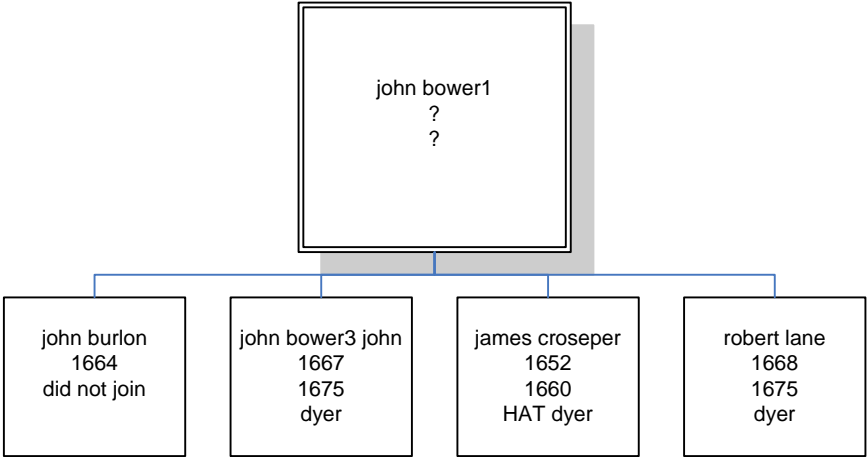 john bower1
?
?
john burlon
1664
did not join
john bower3 john
1667
1675
dyer
james croseper
1652
1660
HAT dyer
robert lane
1668
1675
dyer